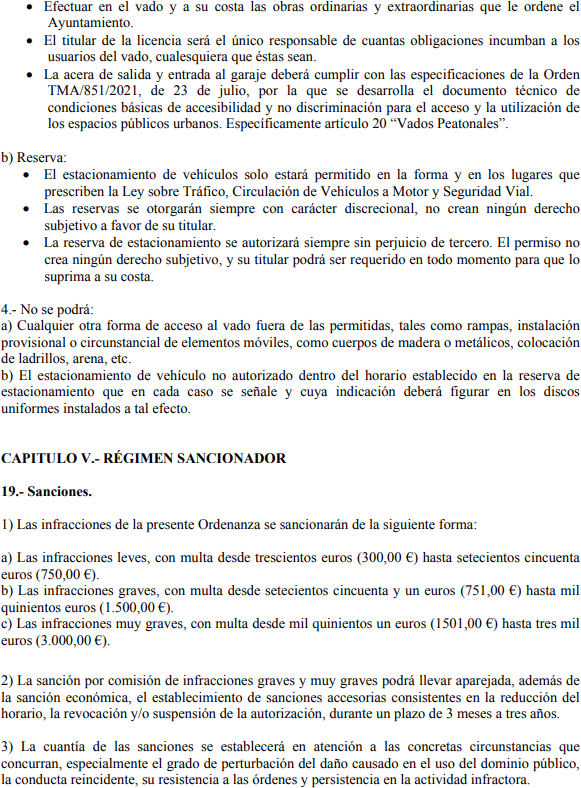 • Efectuar en el vado y a su costa las obras ordinarias y extraordinarias que le ordene el
Ayuntamiento.
• El titular de la licencia será el único responsable de cuantas obligaciones incumban a los
usuarios del vado, cualesquiera que éstas sean.
• La acera de salida y entrada al garaje deberá cumplir con las especificaciones de la Orden
TMA/851/2021, de 23 de julio, por la que se desarrolla el documento técnico de
condiciones básicas de accesibilidad y no discriminación para el acceso y la utilización de
los espacios públicos urbanos. Específicamente artículo 20 “Vados Peatonales”.
b) Reserva:
• El estacionamiento de vehículos solo estará permitido en la forma y en los lugares que
prescriben la Ley sobre Tráfico, Circulación de Vehículos a Motor y Seguridad Vial.
• Las reservas se otorgarán siempre con carácter discrecional, no crean ningún derecho
subjetivo a favor de su titular.
• La reserva de estacionamiento se autorizará siempre sin perjuicio de tercero. El permiso no
crea ningún derecho subjetivo, y su titular podrá ser requerido en todo momento para que lo
suprima a su costa.
4.- No se podrá:
a) Cualquier otra forma de acceso al vado fuera de las permitidas, tales como rampas, instalación
provisional o circunstancial de elementos móviles, como cuerpos de madera o metálicos, colocación
de ladrillos, arena, etc.
b) El estacionamiento de vehículo no autorizado dentro del horario establecido en la reserva de
estacionamiento que en cada caso se señale y cuya indicación deberá figurar en los discos
uniformes instalados a tal efecto.
CAPITULO V.- RÉGIMEN SANCIONADOR
19.- Sanciones.
1) Las infracciones de la presente Ordenanza se sancionarán de la siguiente forma:
a) Las infracciones leves, con multa desde trescientos euros (300,00 €) hasta setecientos cincuenta
euros (750,00 €).
b) Las infracciones graves, con multa desde setecientos cincuenta y un euros (751,00 €) hasta mil
quinientos euros (1.500,00 €).
c) Las infracciones muy graves, con multa desde mil quinientos un euros (1501,00 €) hasta tres mil
euros (3.000,00 €).
2) La sanción por comisión de infracciones graves y muy graves podrá llevar aparejada, además de
la sanción económica, el establecimiento de sanciones accesorias consistentes en la reducción del
horario, la revocación y/o suspensión de la autorización, durante un plazo de 3 meses a tres años.
3) La cuantía de las sanciones se establecerá en atención a las concretas circunstancias que
concurran, especialmente el grado de perturbación del daño causado en el uso del dominio público,
la conducta reincidente, su resistencia a las órdenes y persistencia en la actividad infractora.